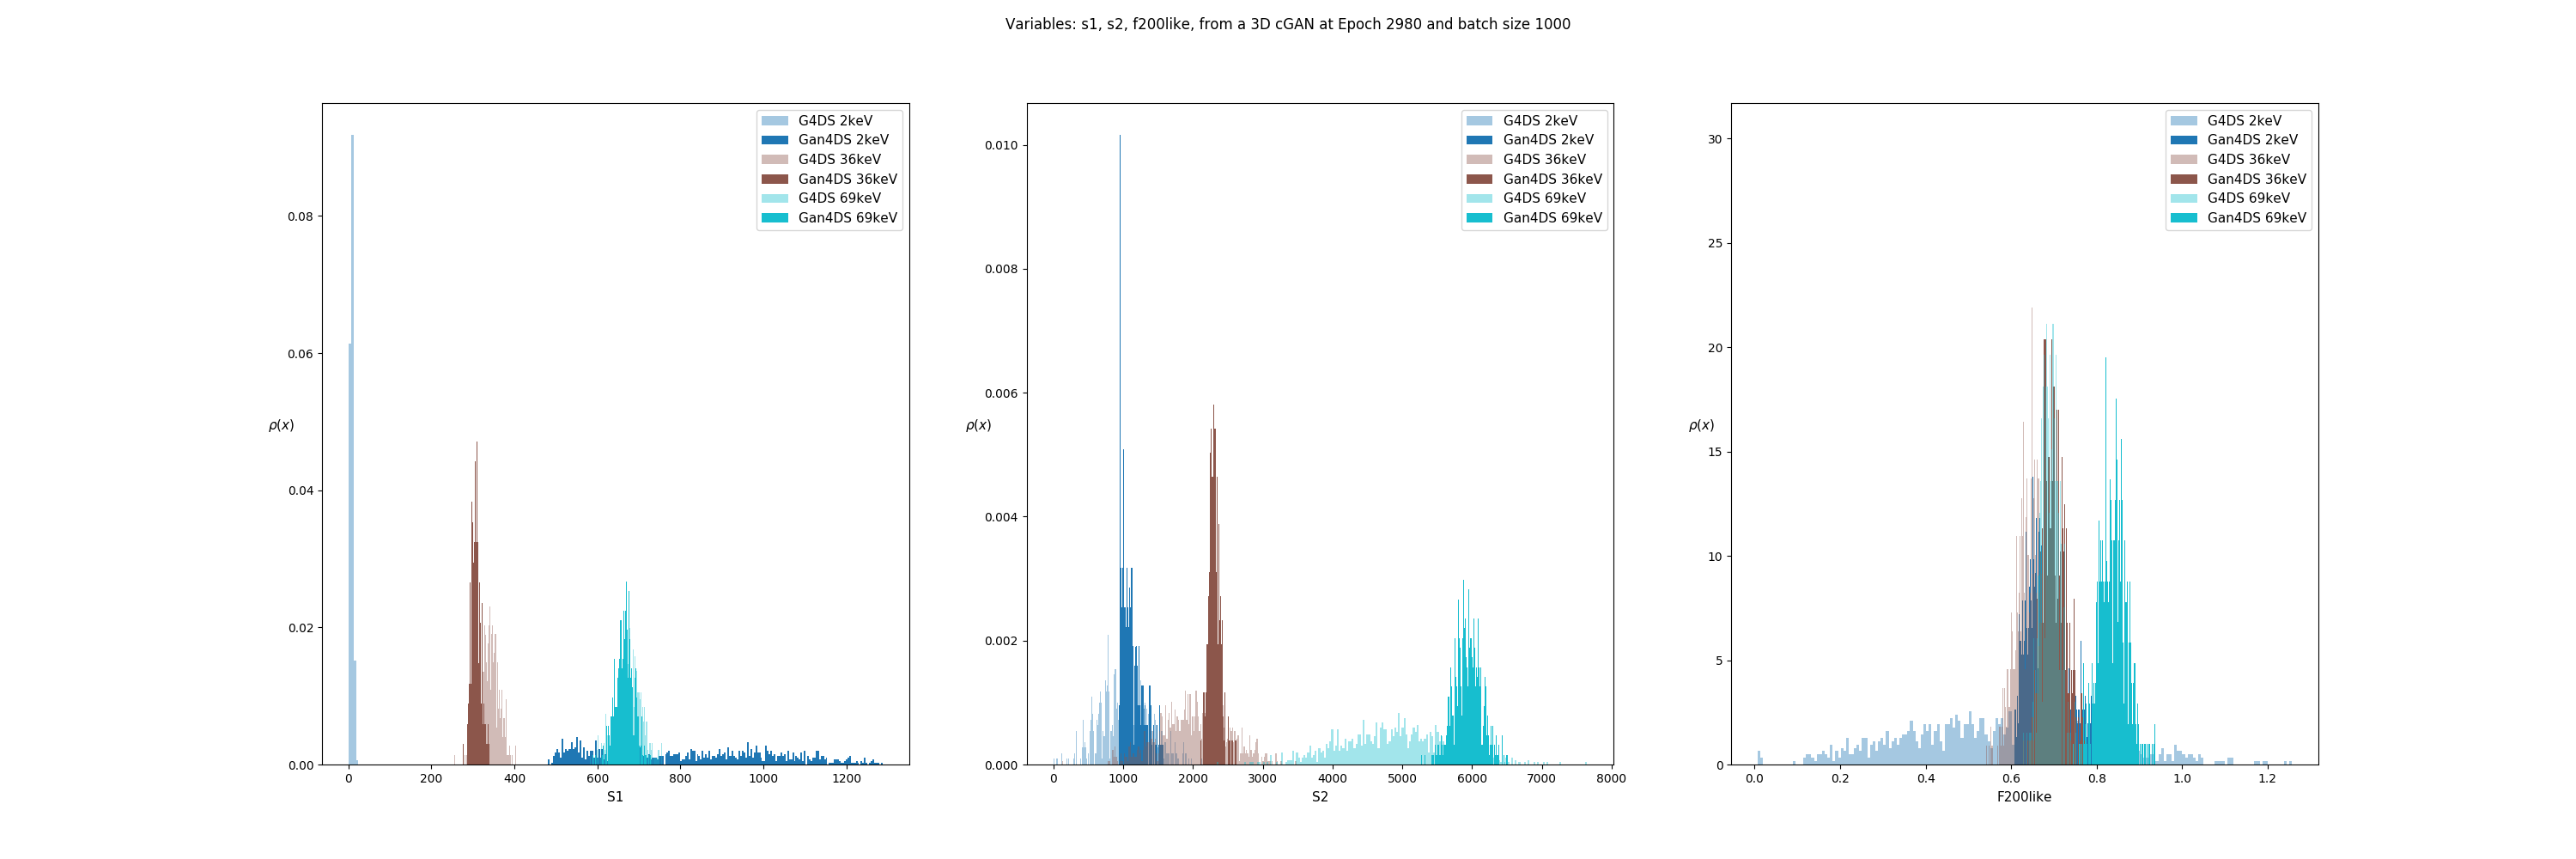 Variables: s1, s2, f200like, from a 3D cGAN at Epoch 2980 and batch size 1000
G4DS 2keV
Gan4DS 2keV
G4DS 36keV
Gan4DS 36keV
G4DS 69keV
Gan4DS 69keV
0.08
0.06
0.04
0.02
0.00
ρ(x)
0 200 400 600 800 1000 1200
S1
G4DS 2keV
Gan4DS 2keV
G4DS 36keV
Gan4DS 36keV
G4DS 69keV
Gan4DS 69keV
0.010
0.008
0.006
0.004
0.002
0.000
ρ(x)
0 1000 2000 3000 4000 5000 6000 7000 8000
S2
G4DS 2keV
Gan4DS 2keV
G4DS 36keV
Gan4DS 36keV
G4DS 69keV
Gan4DS 69keV
30
25
20
15
10
5
0
ρ(x)
0.0 0.2 0.4 0.6 0.8 1.0 1.2
F200like